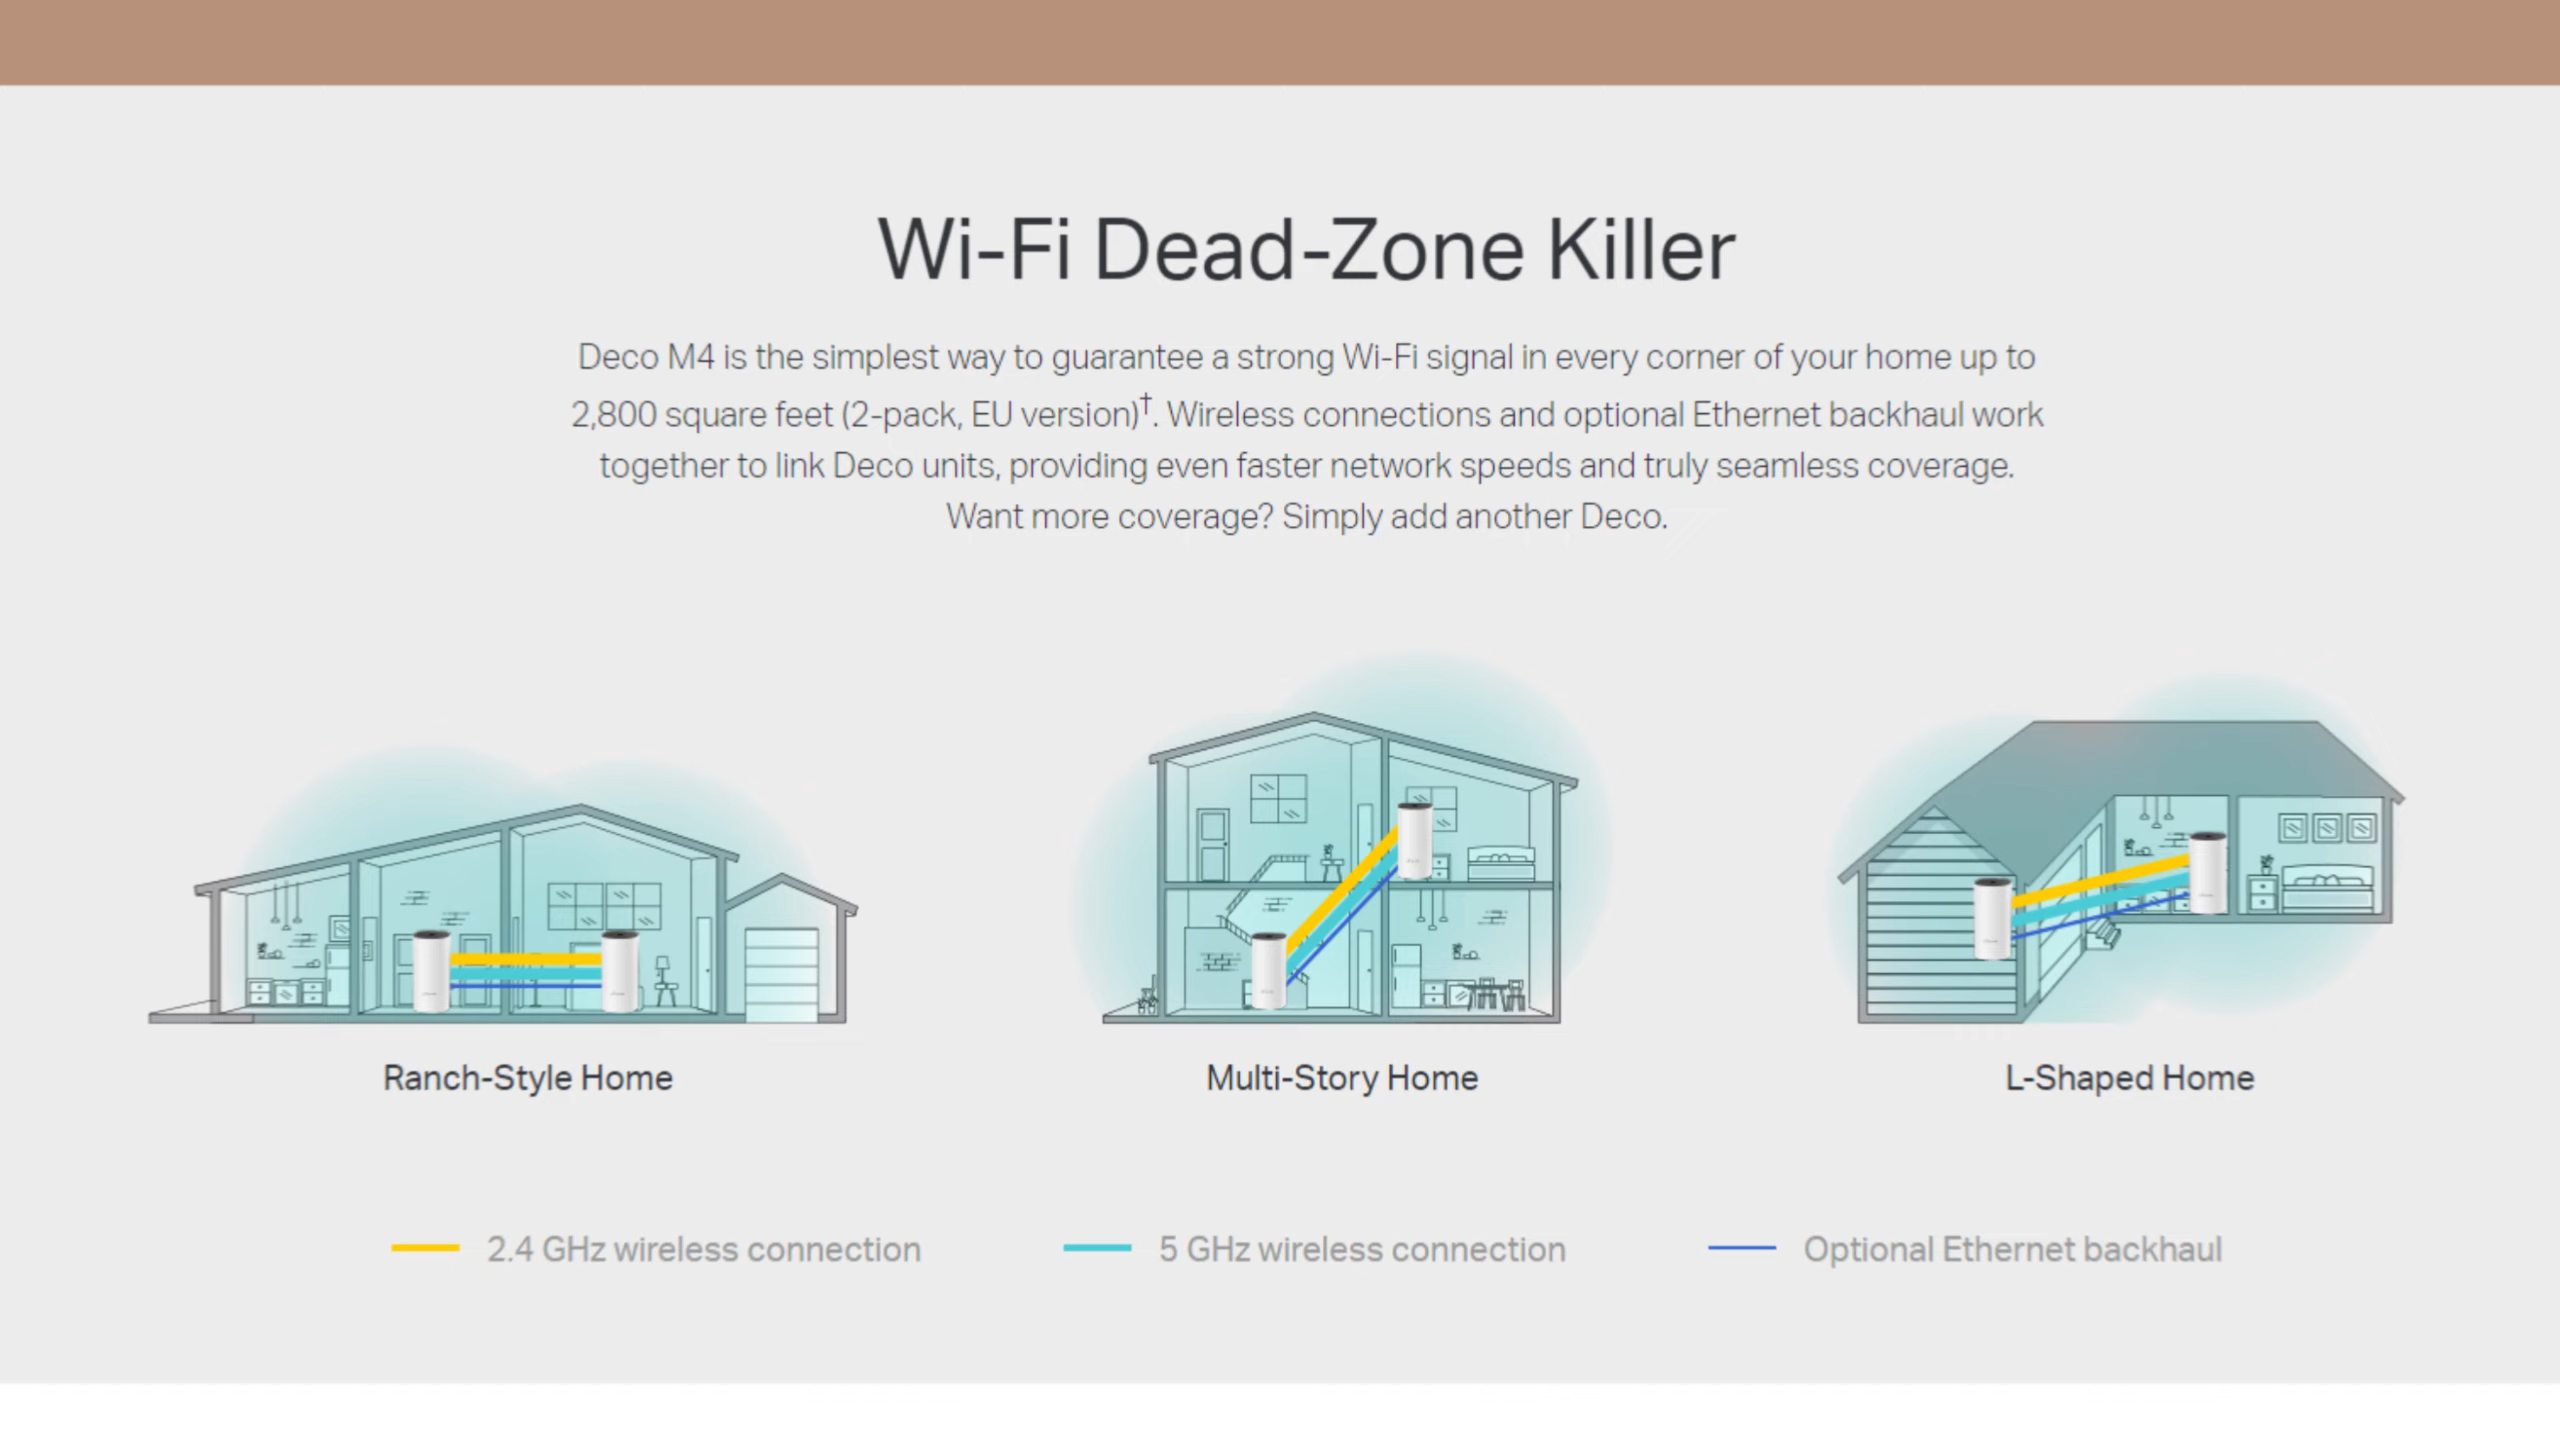 Wi-Fi Dead-Zone Killer
Deco M4 is the simplest way to guarantee a strong Wi-Fi signal in every corner of your home up to
2,800 square feet (2-pack, EU version)†. Wireless connections and optional Ethernet backhaul work
together to link Deco units, providing even faster network speeds and truly seamless coverage.
Want more coverage? Simply add another Deco.
Ranch-Style Home
Multi-Story Home
L-Shaped Home
2.4 GHz wireless connection
5 GHz wireless connection
Optional Ethernet backhaul